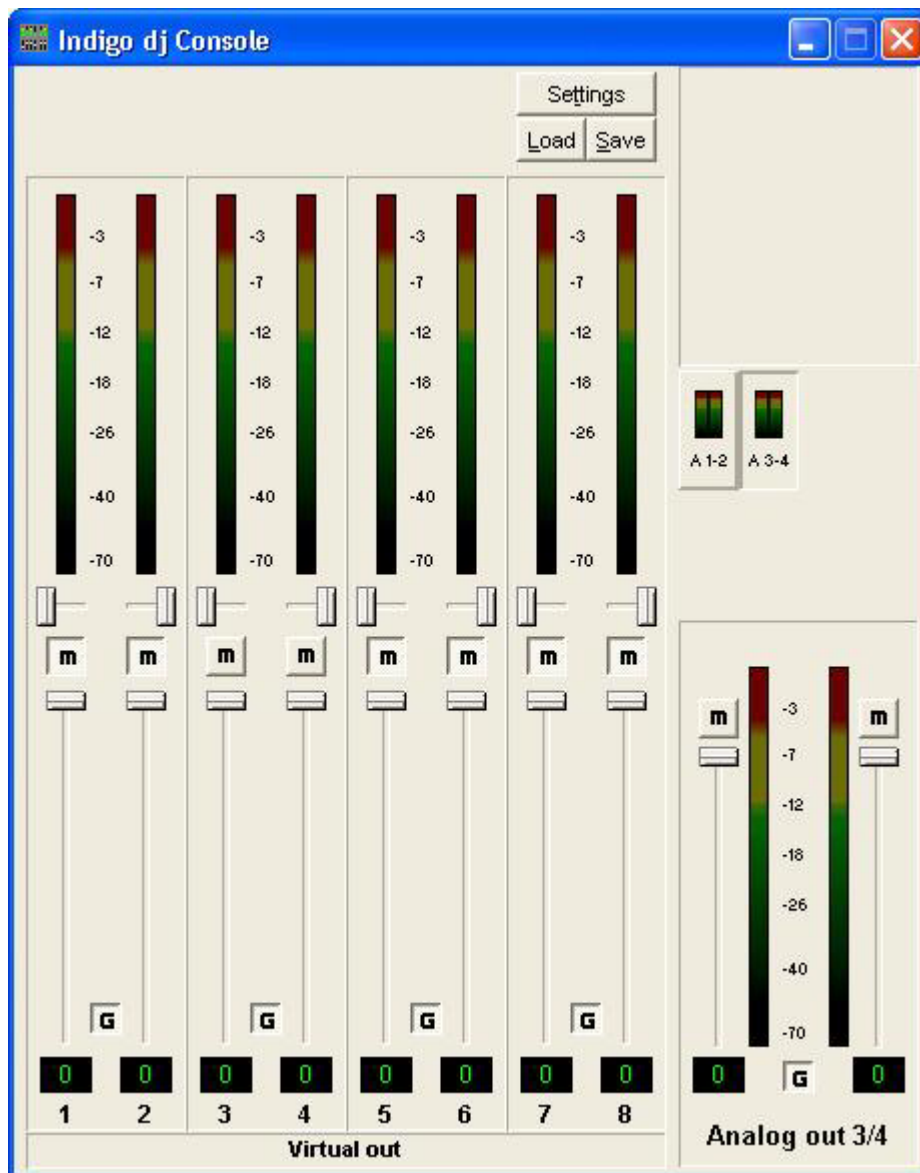 Indigo dj Console
Settings
Load Save
-3 -3 -3 -3
-7 -7 -7 -7
-12 -12 -12 -12
-18 -18 -18 -18
-26 -26 -26 -26
-40 -40 -40 -40
-70 -70 -70 -70
A 1-2 A 3-4
m m m m m m m m
m m
-3
-7
-12
-18
-26
-40
-70
G G G G
0 0 0 0 0 0 0 0
0 G 0
1 2 3 4 5 6 7 8
Virtual out
Analog out 3/4